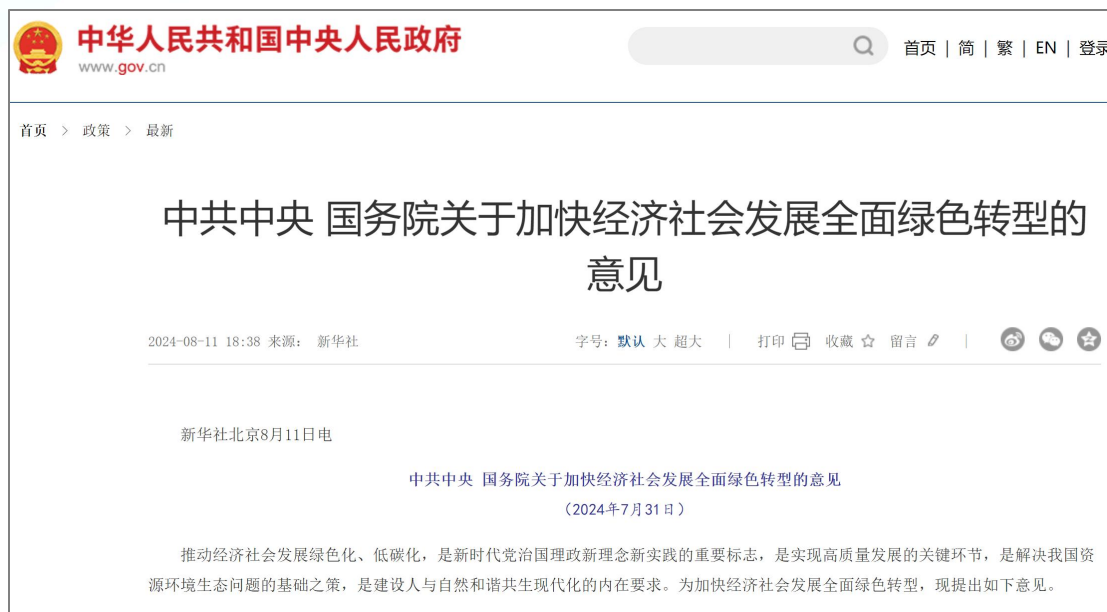 中华人民共和国中央人民政府
www.gov.cn
首页 | 简 | 繁 | EN | 登录
首页 > 政策 > 最新
中共中央 国务院关于加快经济社会发展全面绿色转型的
意见
2024-08-11 18:38 来源： 新华社 字号：默认 大 超大 | 打印 收藏 留言 |
新华社北京8月11日电
中共中央 国务院关于加快经济社会发展全面绿色转型的意见
（2024年7月31日）
推动经济社会发展绿色化、低碳化，是新时代党治国理政新理念新实践的重要标志，是实现高质量发展的关键环节，是解决我国资
源环境生态问题的基础之策，是建设人与自然和谐共生现代化的内在要求。为加快经济社会发展全面绿色转型，现提出如下意见。